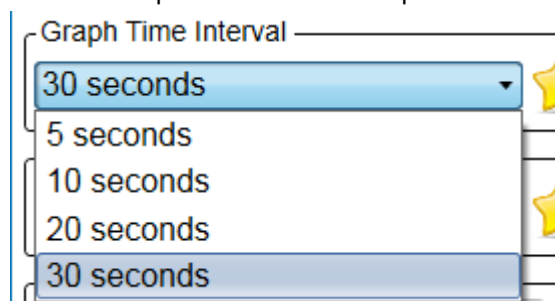 Graph Time Interval
30 seconds
5 seconds
10 seconds
20 seconds
30 seconds